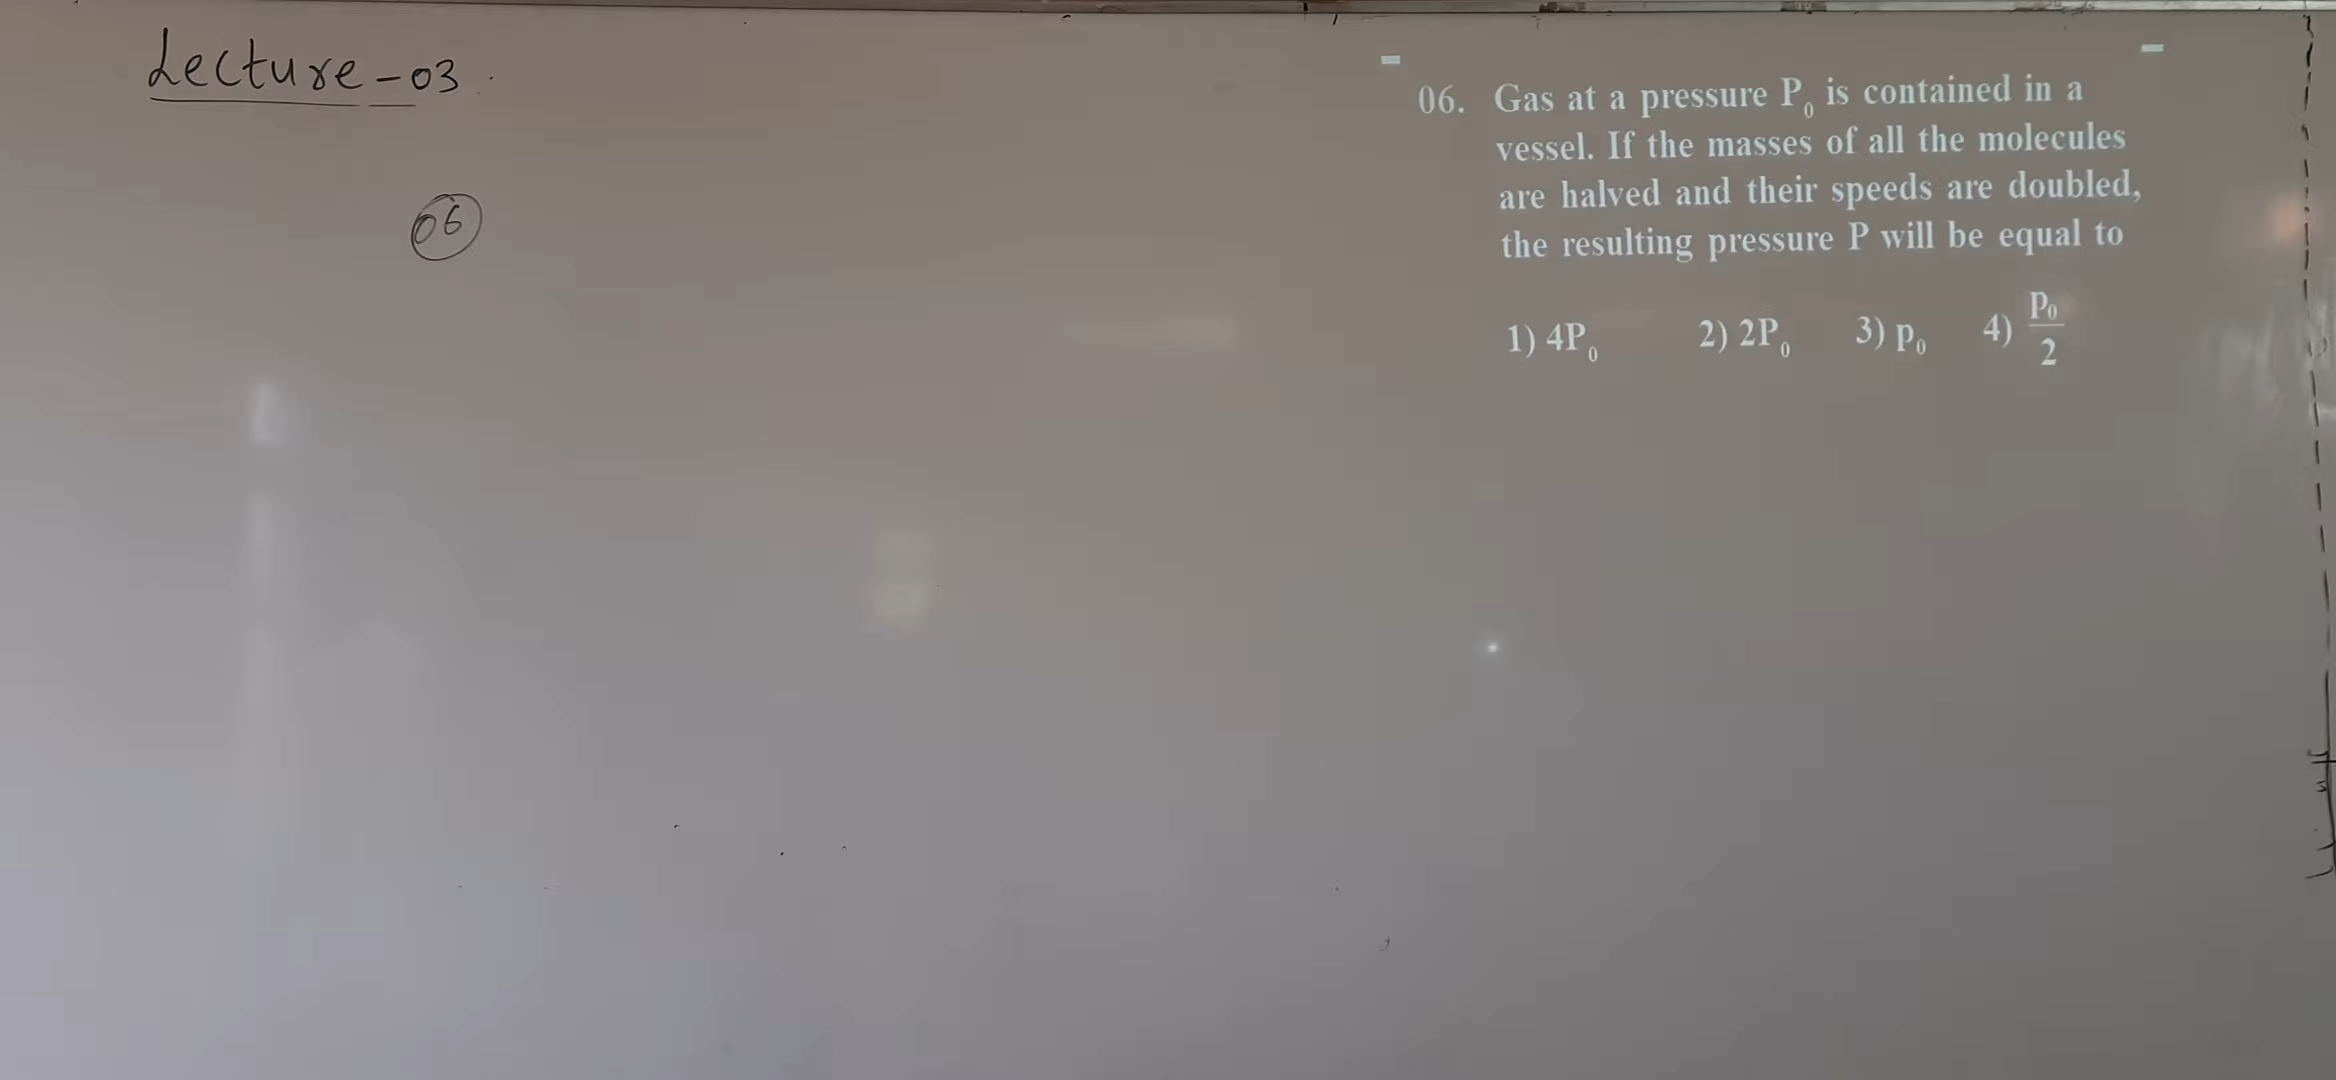 Lecture-03.
06
06. Gas at a pressure P₀ is contained in a
vessel. If the masses of all the molecules
are halved and their speeds are doubled,
the resulting pressure P will be equal to
1) 4P₀ 2) 2P₀ 3) p₀ 4) p₀/2